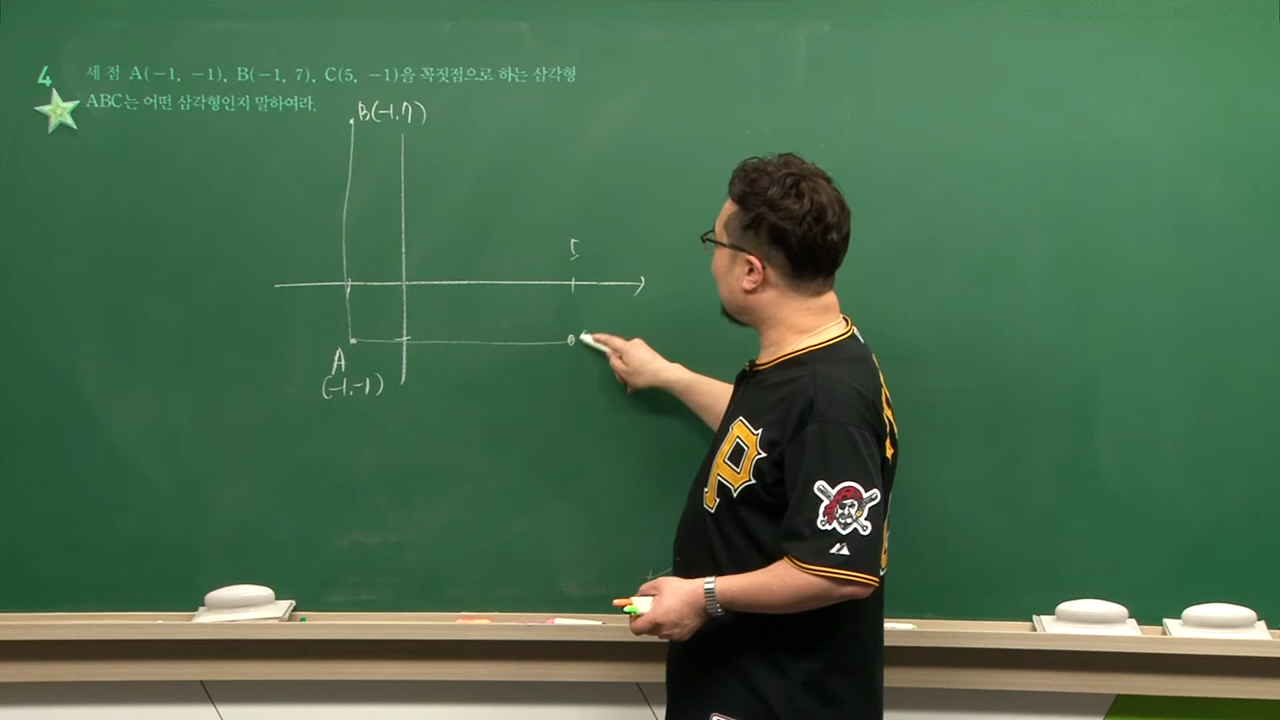 4 세 점 A(−1, −1), B(−1, 7), C(5, −1)을 꼭짓점으로 하는 삼각형
ABC는 어떤 삼각형인지 말하여라.
B(-1,7)
5
A
(-1,-1)
P